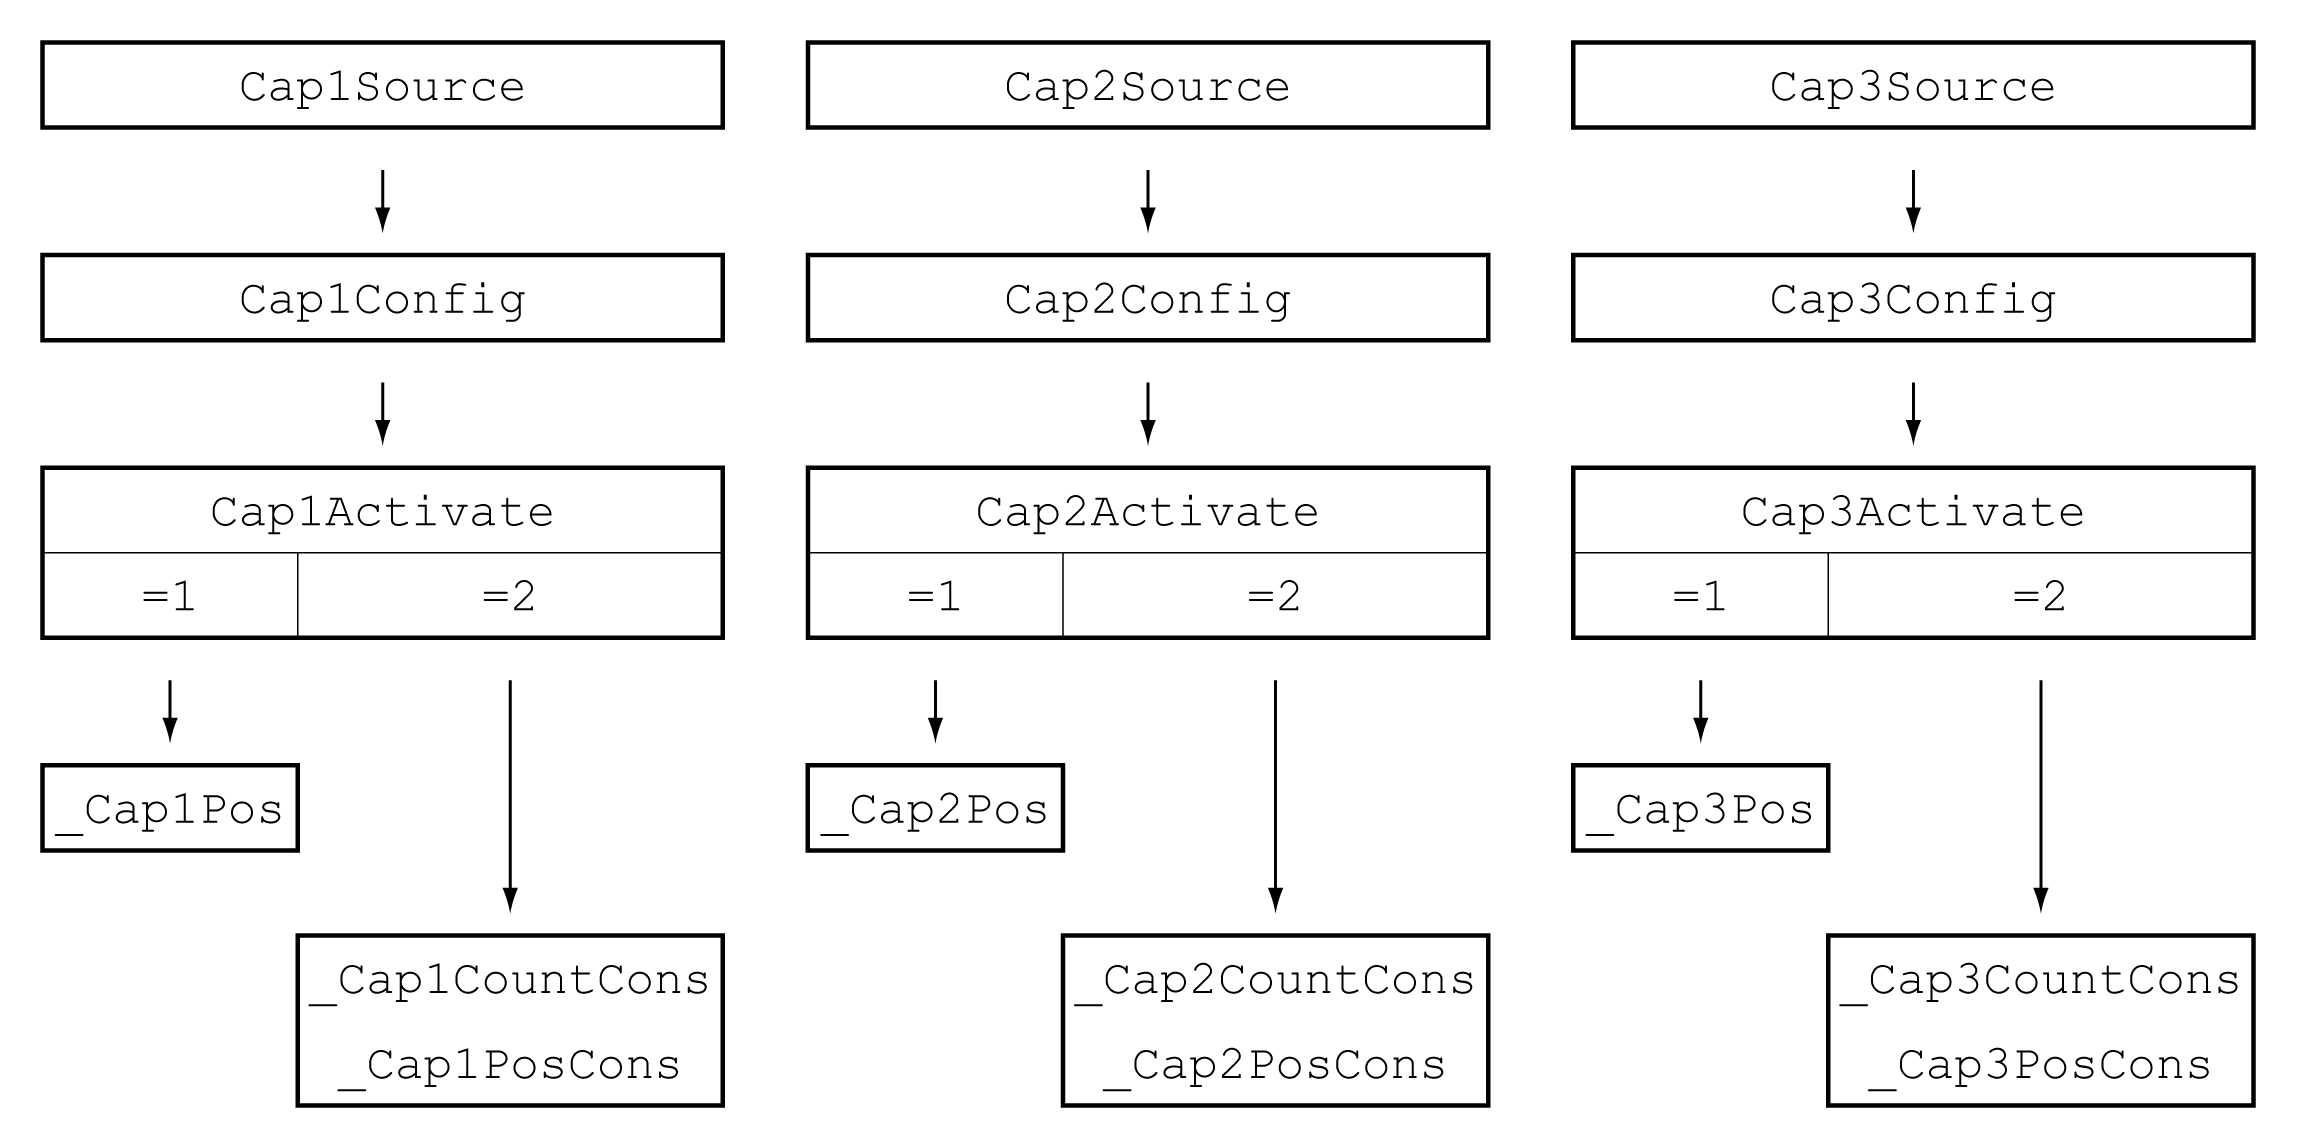 Cap1Source
Cap2Source
Cap3Source
Cap1Config
Cap2Config
Cap3Config
Cap1Activate
Cap2Activate
Cap3Activate
=1
=2
=1
=2
=1
=2
_Cap1Pos
_Cap2Pos
_Cap3Pos
_Cap1CountCons
_Cap1PosCons
_Cap2CountCons
_Cap2PosCons
_Cap3CountCons
_Cap3PosCons